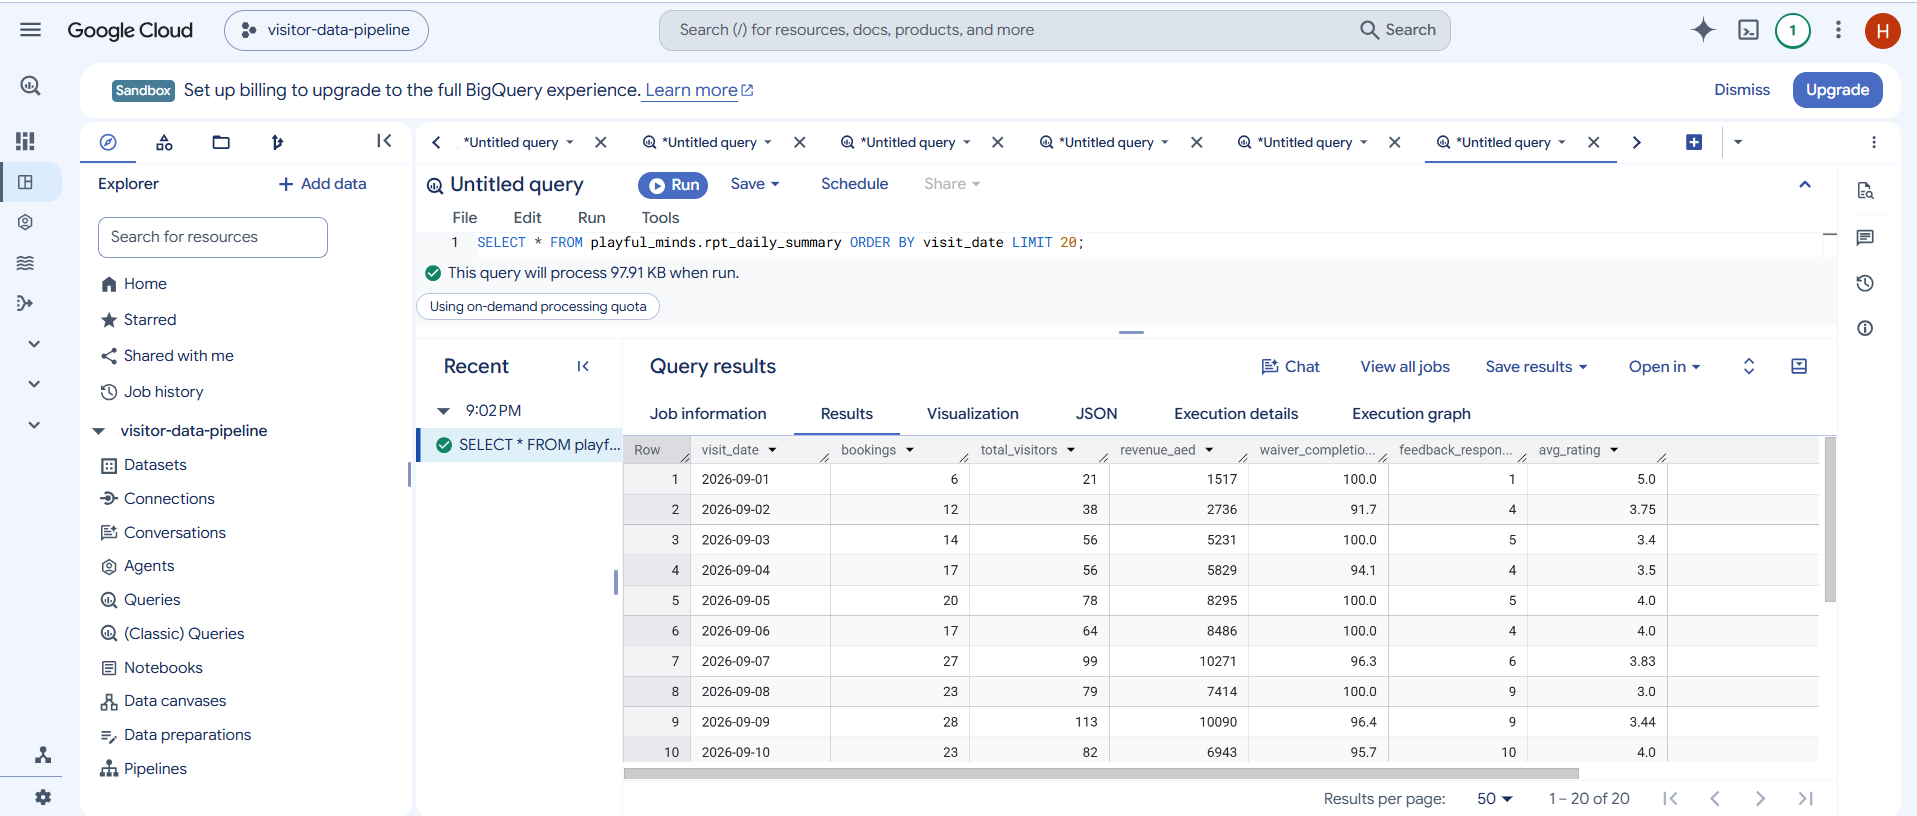 Google Cloud
visitor-data-pipeline
Search (/) for resources, docs, products, and more
Search
1
H
Sandbox Set up billing to upgrade to the full BigQuery experience. Learn more
Dismiss
Upgrade
*Untitled query
*Untitled query
*Untitled query
*Untitled query
*Untitled query
*Untitled query
Explorer
+ Add data
Search for resources
Home
Starred
Shared with me
Job history
visitor-data-pipeline
Datasets
Connections
Conversations
Agents
Queries
(Classic) Queries
Notebooks
Data canvases
Data preparations
Pipelines
Untitled query
Run
Save
Schedule
Share
File Edit Run Tools
1 SELECT * FROM playful_minds.rpt_daily_summary ORDER BY visit_date LIMIT 20;
This query will process 97.91 KB when run.
Using on-demand processing quota
Recent
9:02 PM
SELECT * FROM playf...
Query results
Chat
View all jobs
Save results
Open in
Job information Results Visualization JSON Execution details Execution graph
Row visit_date bookings total_visitors revenue_aed waiver_completio... feedback_respon... avg_rating
1 2026-09-01 6 21 1517 100.0 1 5.0
2 2026-09-02 12 38 2736 91.7 4 3.75
3 2026-09-03 14 56 5231 100.0 5 3.4
4 2026-09-04 17 56 5829 94.1 4 3.5
5 2026-09-05 20 78 8295 100.0 5 4.0
6 2026-09-06 17 64 8486 100.0 4 4.0
7 2026-09-07 27 99 10271 96.3 6 3.83
8 2026-09-08 23 79 7414 100.0 9 3.0
9 2026-09-09 28 113 10090 96.4 9 3.44
10 2026-09-10 23 82 6943 95.7 10 4.0
Results per page: 50 1 – 20 of 20